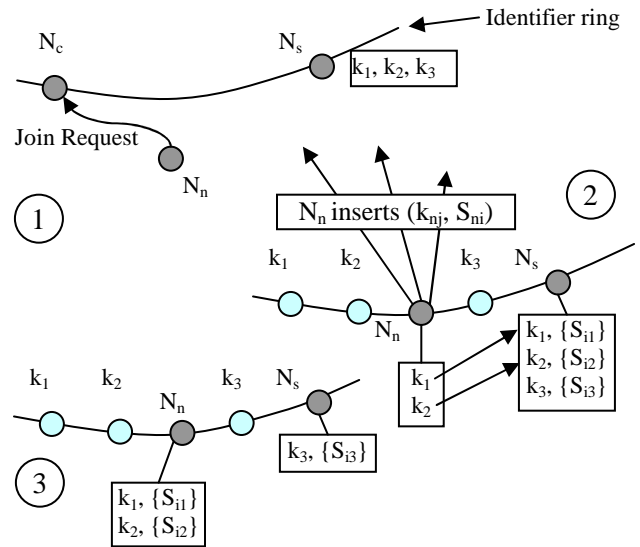 Identifier ring
N_c
N_s
k_1, k_2, k_3
Join Request
N_n
1
2
N_n inserts (k_nj, S_ni)
k_1
k_2
k_3
N_s
N_n
k_1
k_2
k_1, {S_i1}
k_2, {S_i2}
k_3, {S_i3}
k_1
k_2
N_n
k_3
N_s
k_3, {S_i3}
3
k_1, {S_i1}
k_2, {S_i2}